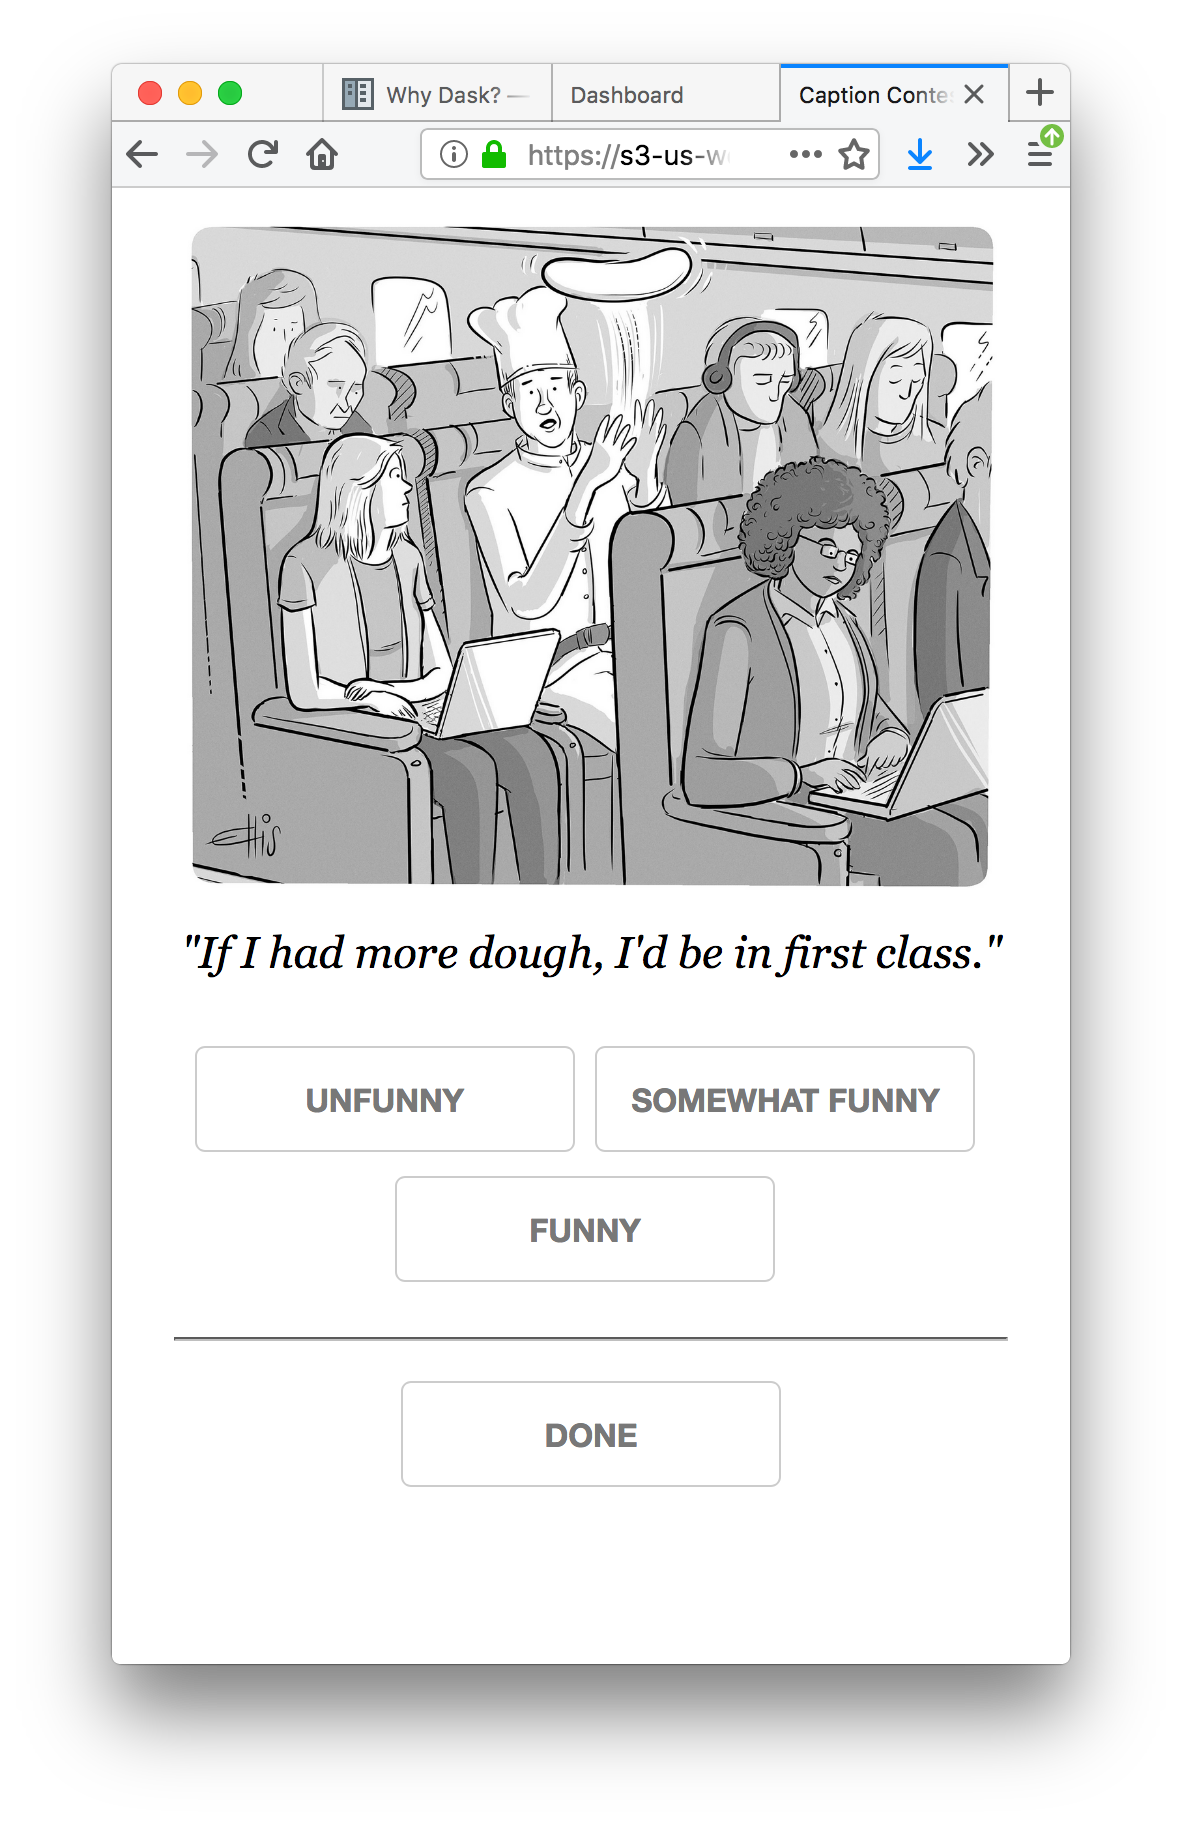 Why Dask? —
Dashboard
Caption Conte
https://s3-us-w
Ellis
"If I had more dough, I'd be in first class."
UNFUNNY
SOMEWHAT FUNNY
FUNNY
DONE